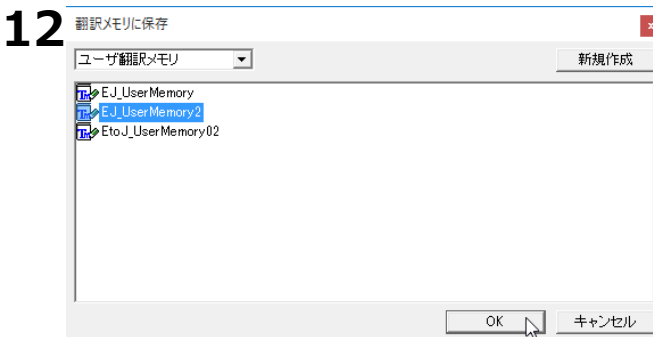 12
翻訳メモリに保存
ユーザ翻訳メモリ
新規作成
EJ_UserMemory
EJ_UserMemory2
EtoJ_UserMemory02
OK
キャンセル